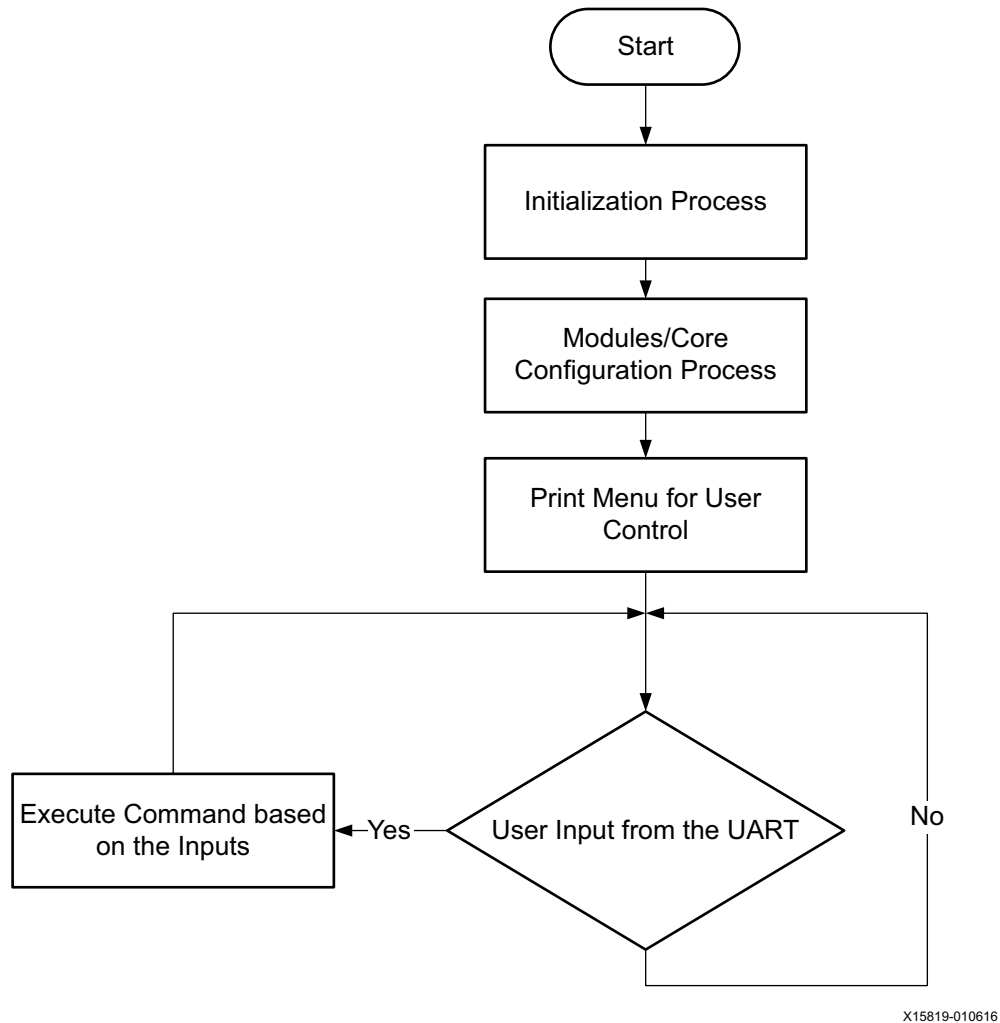 Start
Initialization Process
Modules/Core
Configuration Process
Print Menu for User
Control
Execute Command based
on the Inputs
Yes
User Input from the UART
No
X15819-010616